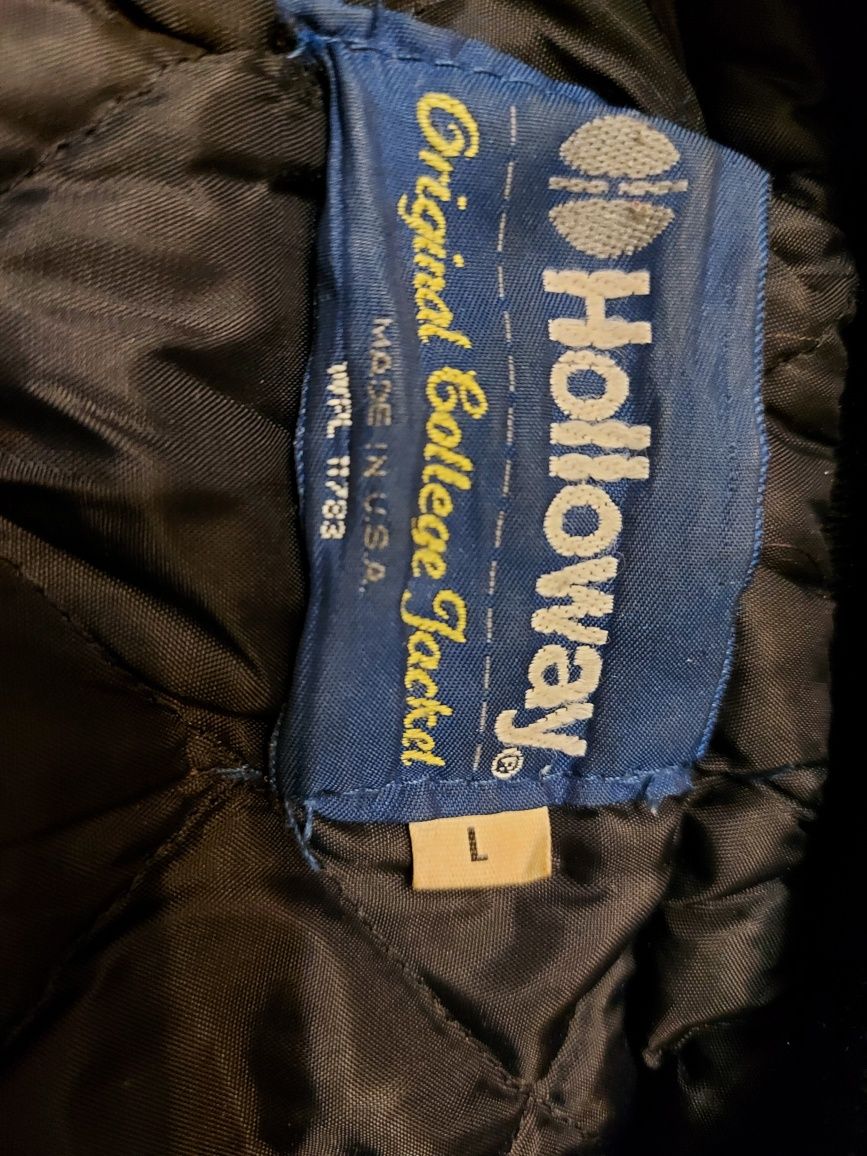 Holloway®
Original College Jacket
MADE IN U.S.A.
WPL 11783
L